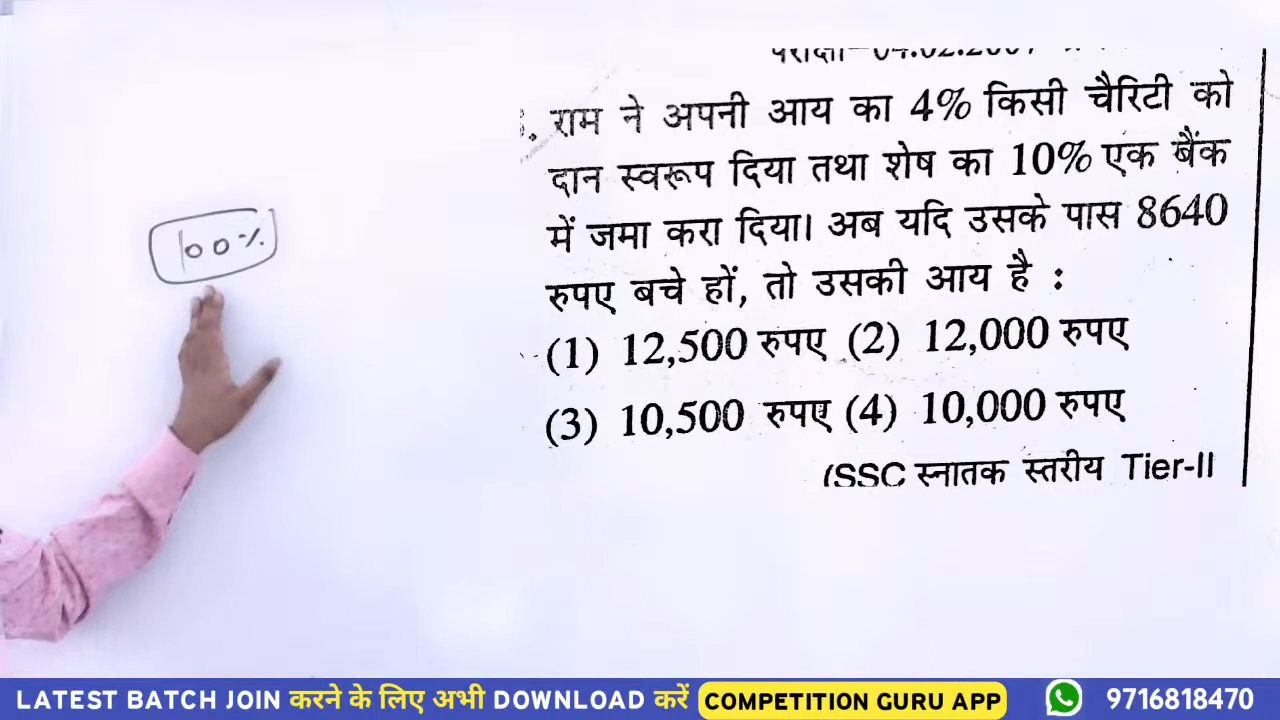 100%
राम ने अपनी आय का 4% किसी चैरिटी को
दान स्वरूप दिया तथा शेष का 10% एक बैंक
में जमा करा दिया। अब यदि उसके पास 8640
रुपए बचे हों, तो उसकी आय है :
(1) 12,500 रुपए (2) 12,000 रुपए
(3) 10,500 रुपए (4) 10,000 रुपए
(SSC स्नातक स्तरीय Tier-II
LATEST BATCH JOIN करने के लिए अभी DOWNLOAD करें COMPETITION GURU APP 9716818470